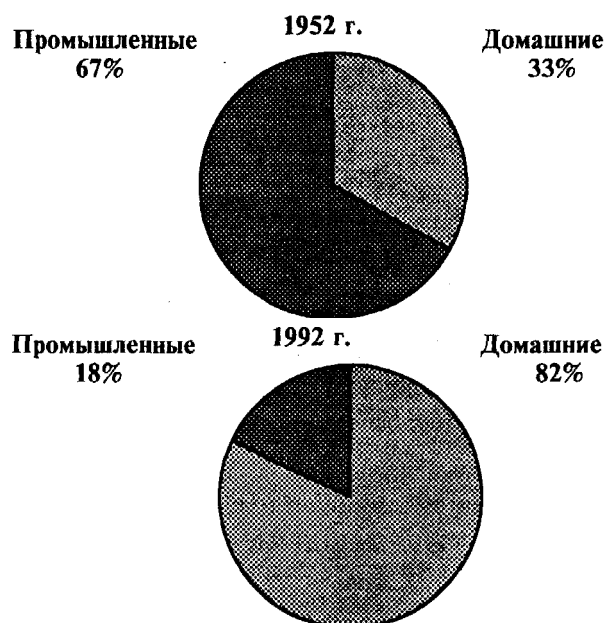 1952 г.
Промышленные
67%
Домашние
33%
1992 г.
Промышленные
18%
Домашние
82%